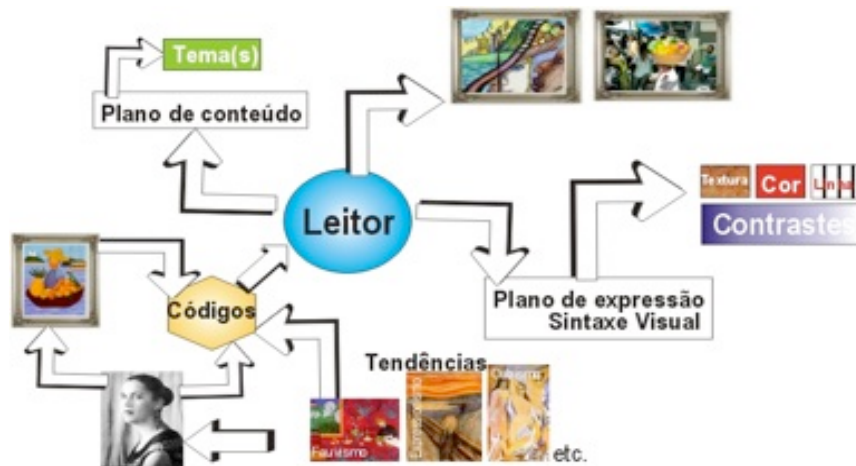 Tema(s)
Plano de conteúdo
Leitor
Textura
Cor
Linha
Contrastes
Plano de expressão
Sintaxe Visual
Códigos
Tendências
Fauvismo
Expressionismo
Cubismo
etc.